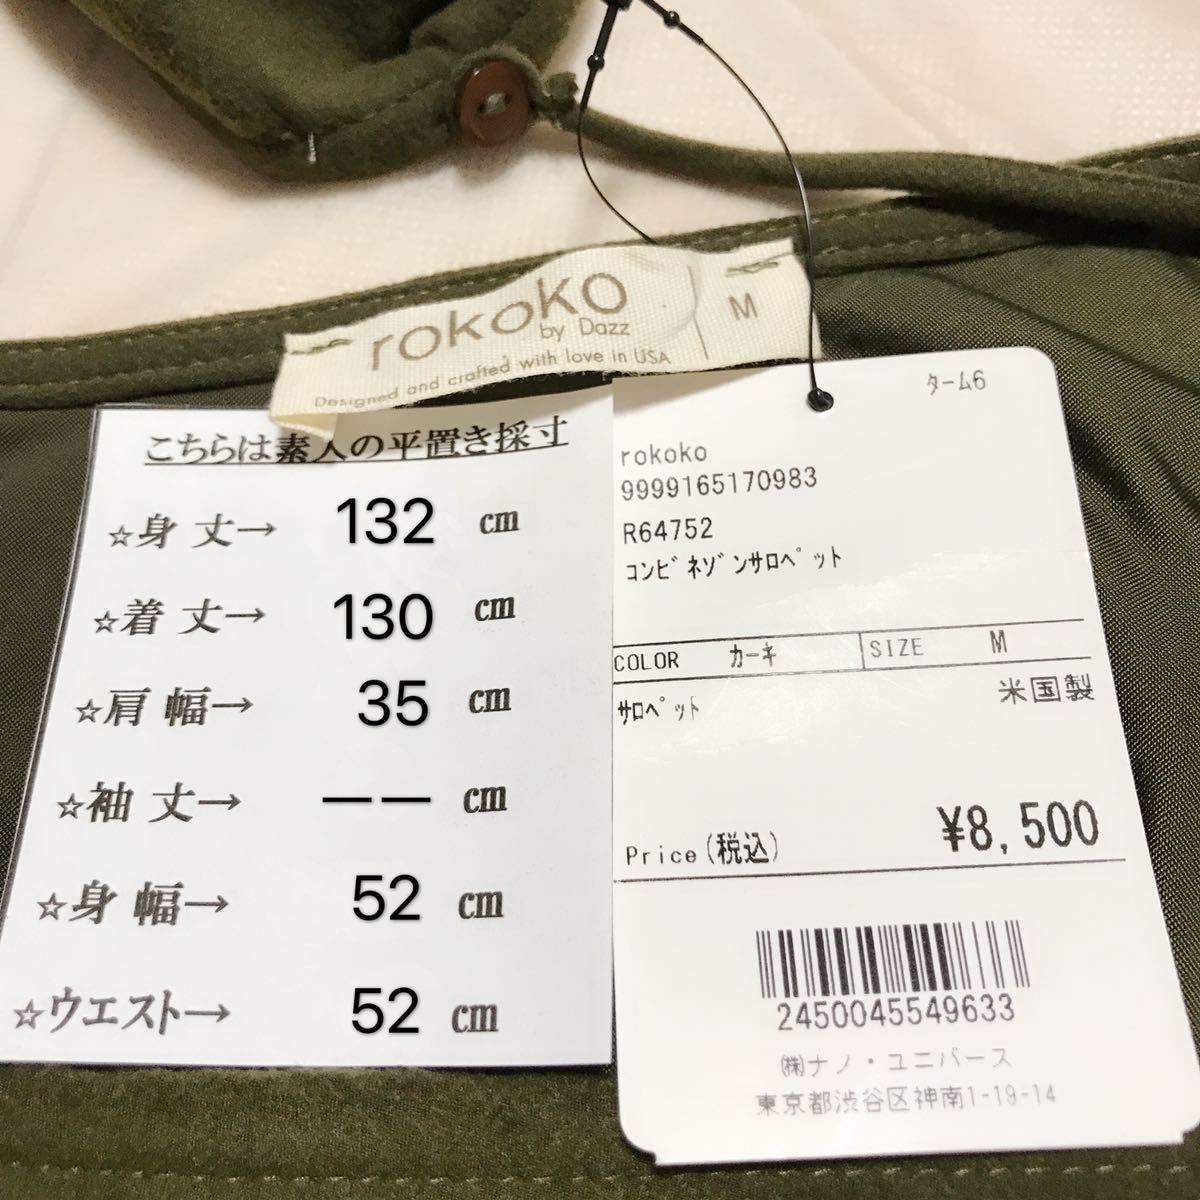 rokoko
by Dazz
Designed and crafted with love in USA
M
こちらは素人の平置き採寸
☆身 丈→ 132 ㎝
☆着 丈→ 130 ㎝
☆肩 幅→ 35 ㎝
☆袖 丈→ ーー ㎝
☆身 幅→ 52 ㎝
☆ウエスト→ 52 ㎝
ﾀｰﾑ6
rokoko
9999165170983
R64752
ｺﾝﾋﾞﾈｿﾞﾝｻﾛﾍﾟｯﾄ
COLOR ｶｰｷ SIZE M
ｻﾛﾍﾟｯﾄ 米国製
Price(税込) ¥8,500
2450045549633
㈱ナノ・ユニバース
東京都渋谷区神南1-19-14